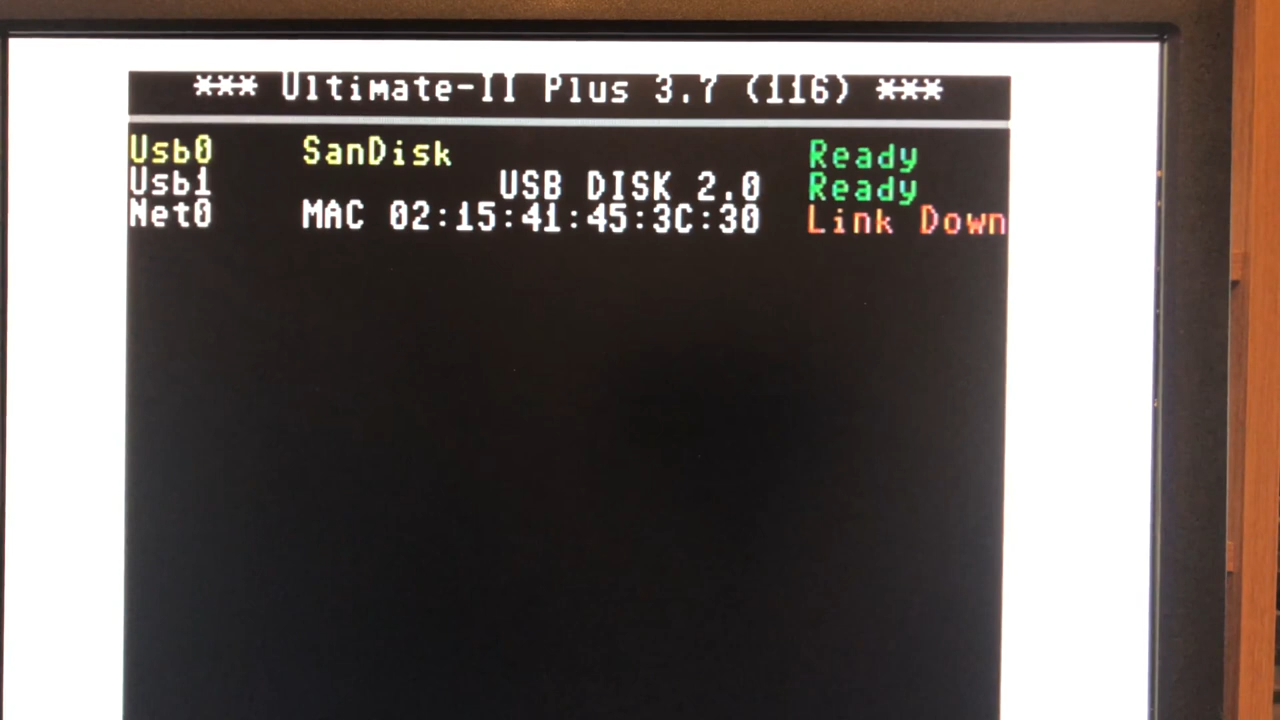 *** Ultimate-II Plus 3.7 (116) ***
Usb0 SanDisk Ready
Usb1 USB DISK 2.0 Ready
Net0 MAC 02:15:41:45:3C:30 Link Down